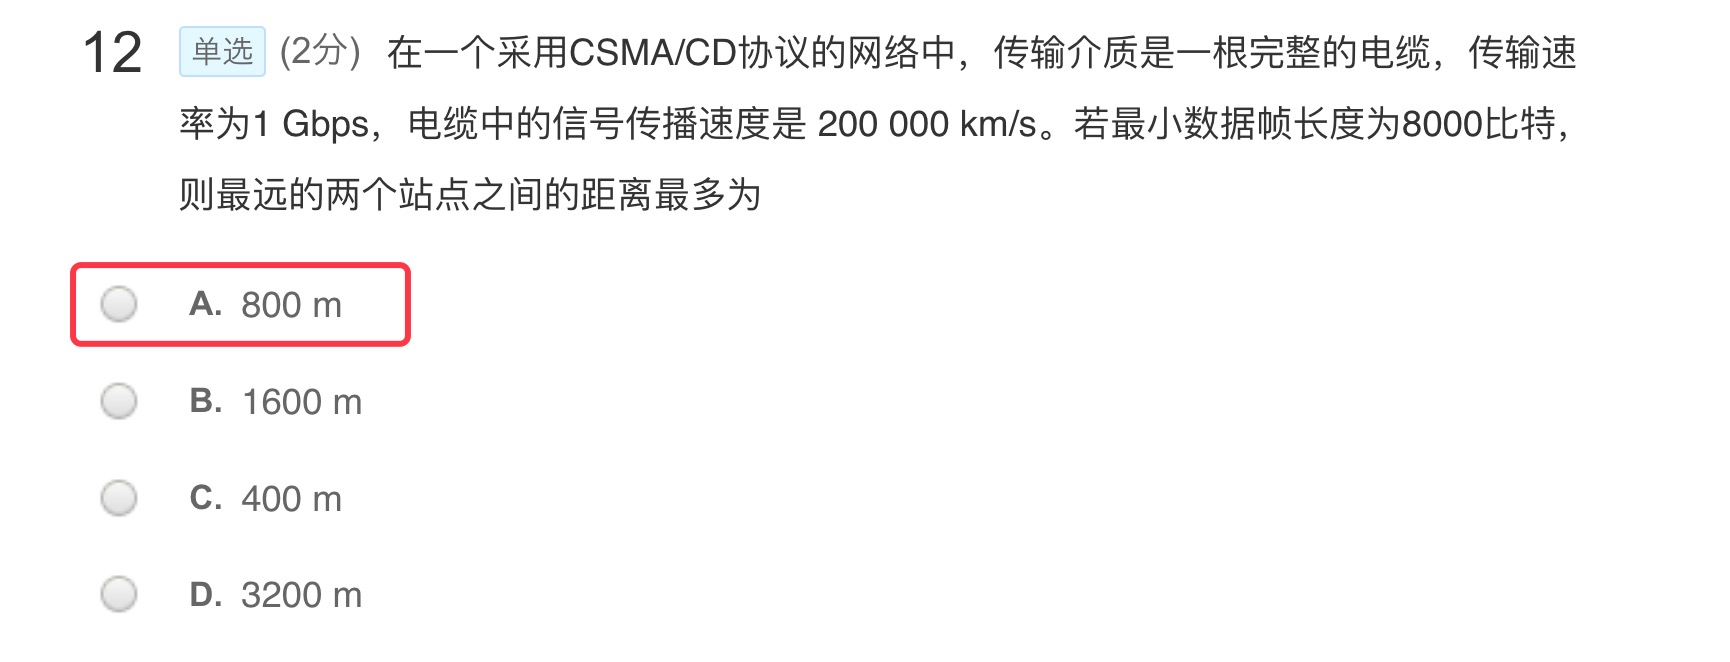 12 单选 (2分) 在一个采用CSMA/CD协议的网络中，传输介质是一根完整的电缆，传输速
率为1 Gbps，电缆中的信号传播速度是 200 000 km/s。若最小数据帧长度为8000比特，
则最远的两个站点之间的距离最多为
A. 800 m
B. 1600 m
C. 400 m
D. 3200 m